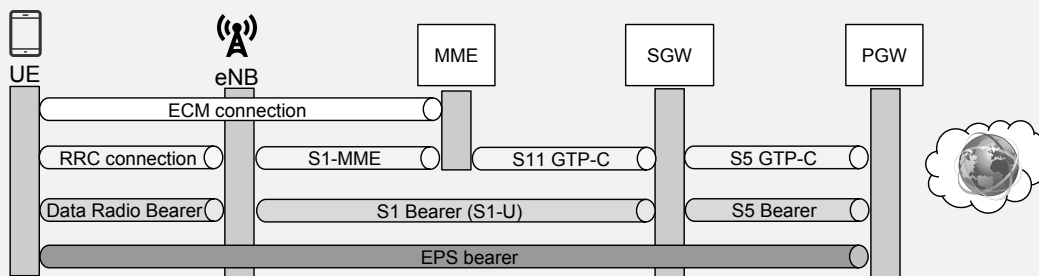 UE
eNB
MME
SGW
PGW
ECM connection
RRC connection
S1-MME
S11 GTP-C
S5 GTP-C
Data Radio Bearer
S1 Bearer (S1-U)
S5 Bearer
EPS bearer